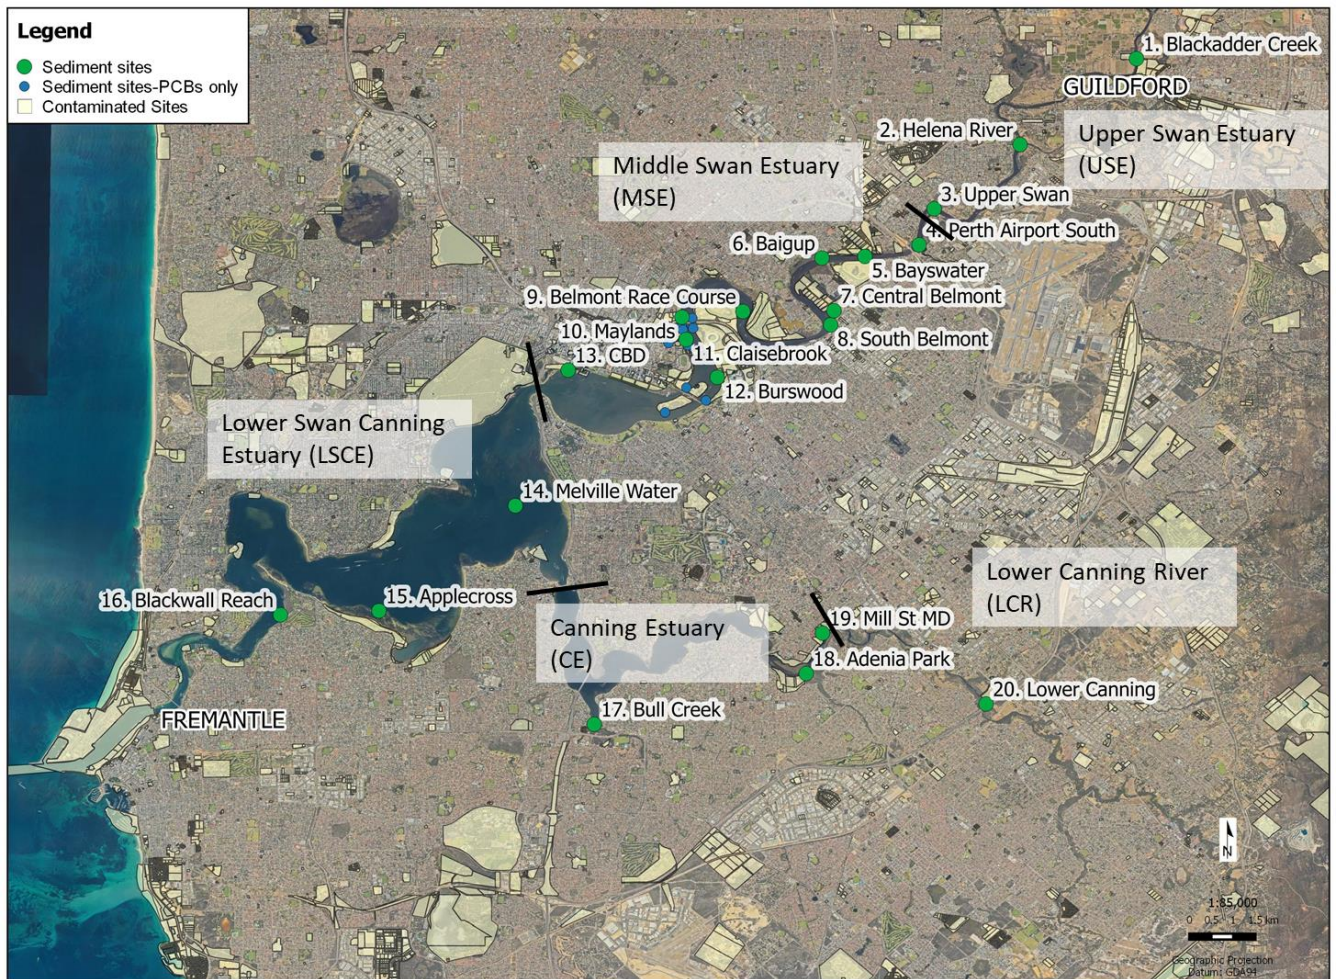 Legend
Sediment sites
Sediment sites-PCBs only
Contaminated Sites
1. Blackadder Creek
GUILDFORD
2. Helena River
Upper Swan Estuary
(USE)
Middle Swan Estuary
(MSE)
3. Upper Swan
4. Perth Airport South
6. Baigup
5. Bayswater
9. Belmont Race Course
7. Central Belmont
10. Maylands
8. South Belmont
13. CBD
11. Claisebrook
12. Burswood
Lower Swan Canning
Estuary (LSCE)
14. Melville Water
Lower Canning River
(LCR)
16. Blackwall Reach
15. Applecross
Canning Estuary
(CE)
19. Mill St MD
18. Adenia Park
20. Lower Canning
FREMANTLE
17. Bull Creek
N
1:85,000
0 0,5 1 1,5 km
Geographic Projection
Datum: GDA94